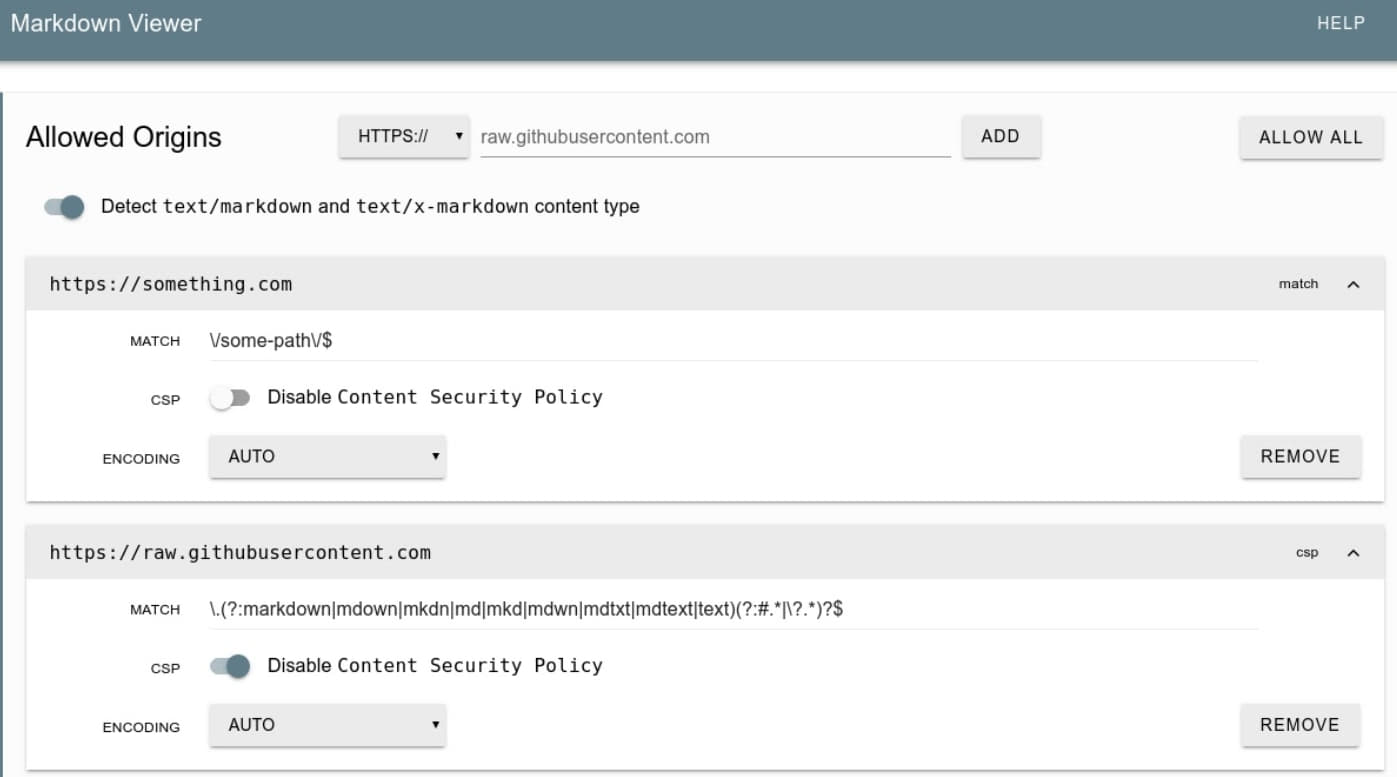 Markdown Viewer HELP
Allowed Origins HTTPS:// raw.githubusercontent.com ADD ALLOW ALL
Detect text/markdown and text/x-markdown content type
https://something.com match
MATCH \/some-path\/$
CSP Disable Content Security Policy
ENCODING AUTO REMOVE
https://raw.githubusercontent.com csp
MATCH \.(?:markdown|mdown|mkdn|md|mkd|mdwn|mdtxt|mdtext|text)(?:#.*|\?.*)?$
CSP Disable Content Security Policy
ENCODING AUTO REMOVE